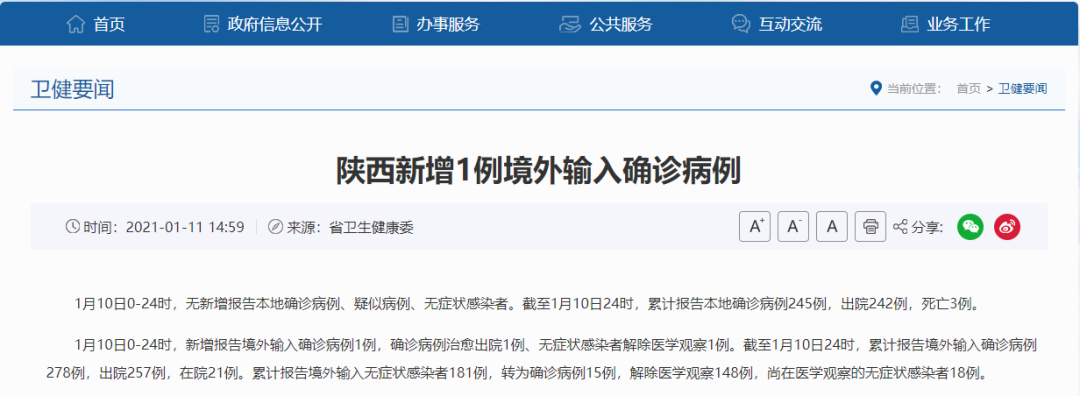 首页 政府信息公开 办事服务 公共服务 互动交流 业务工作
卫健要闻 当前位置： 首页 > 卫健要闻
陕西新增1例境外输入确诊病例
时间：2021-01-11 14:59 来源：省卫生健康委 A+ A- A 分享:
1月10日0-24时，无新增报告本地确诊病例、疑似病例、无症状感染者。截至1月10日24时，累计报告本地确诊病例245例，出院242例，死亡3例。
1月10日0-24时，新增报告境外输入确诊病例1例，确诊病例治愈出院1例、无症状感染者解除医学观察1例。截至1月10日24时，累计报告境外输入确诊病例
278例，出院257例，在院21例。累计报告境外输入无症状感染者181例，转为确诊病例15例，解除医学观察148例，尚在医学观察的无症状感染者18例。